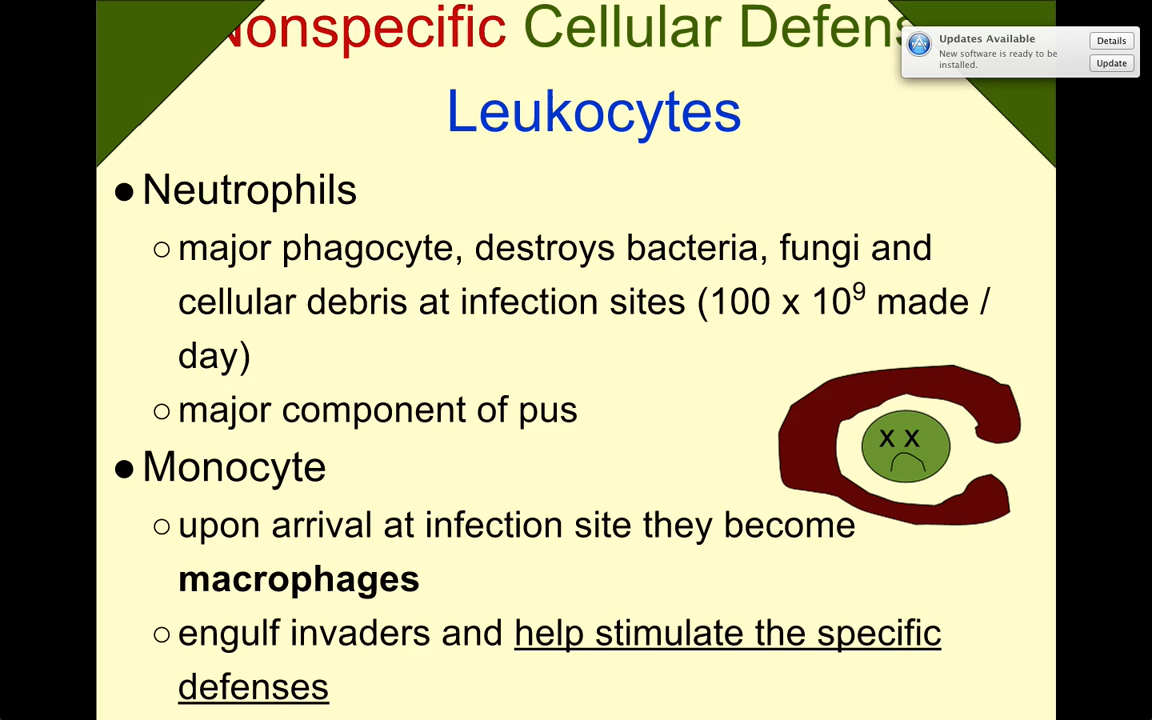 Nonspecific Cellular Defens
Leukocytes
● Neutrophils
○ major phagocyte, destroys bacteria, fungi and
cellular debris at infection sites (100 x 10⁹ made /
day)
○ major component of pus
● Monocyte
○ upon arrival at infection site they become
macrophages
○ engulf invaders and help stimulate the specific
defenses
x x
Updates Available
New software is ready to be
installed.
Details
Update